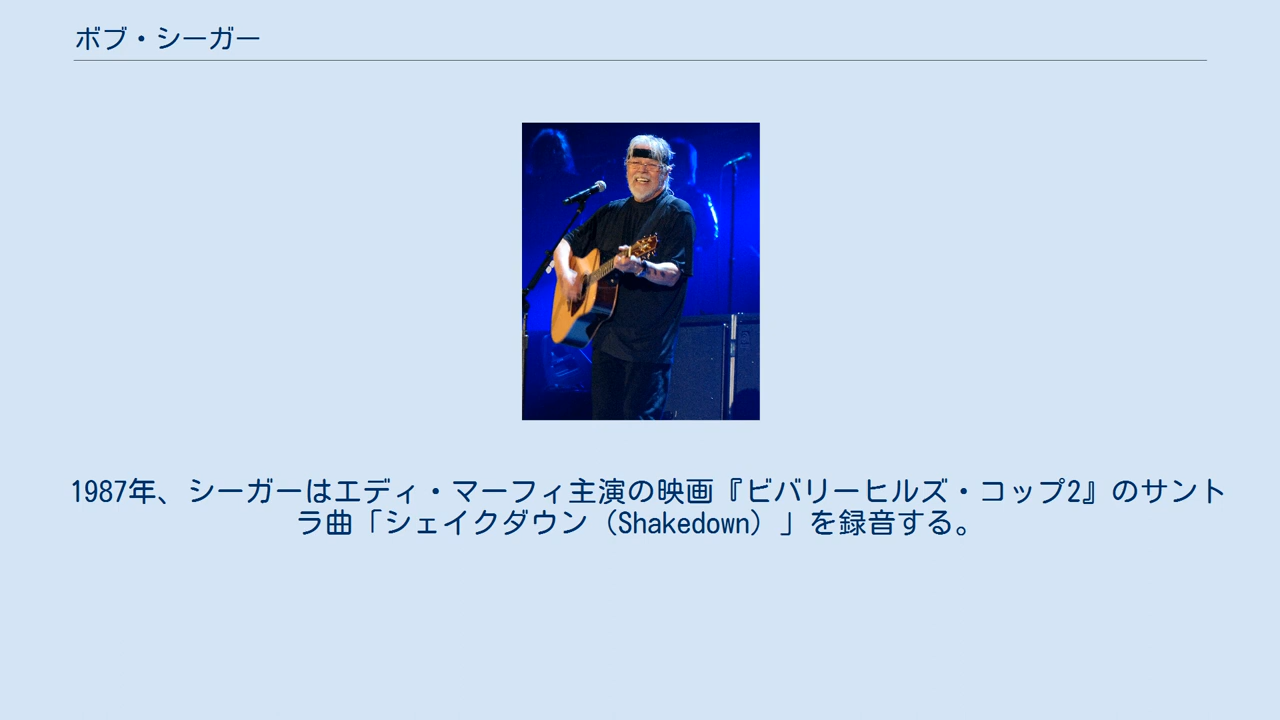 ボブ・シーガー
1987年、シーガーはエディ・マーフィ主演の映画『ビバリーヒルズ・コップ2』のサント
ラ曲「シェイクダウン（Shakedown）」を録音する。